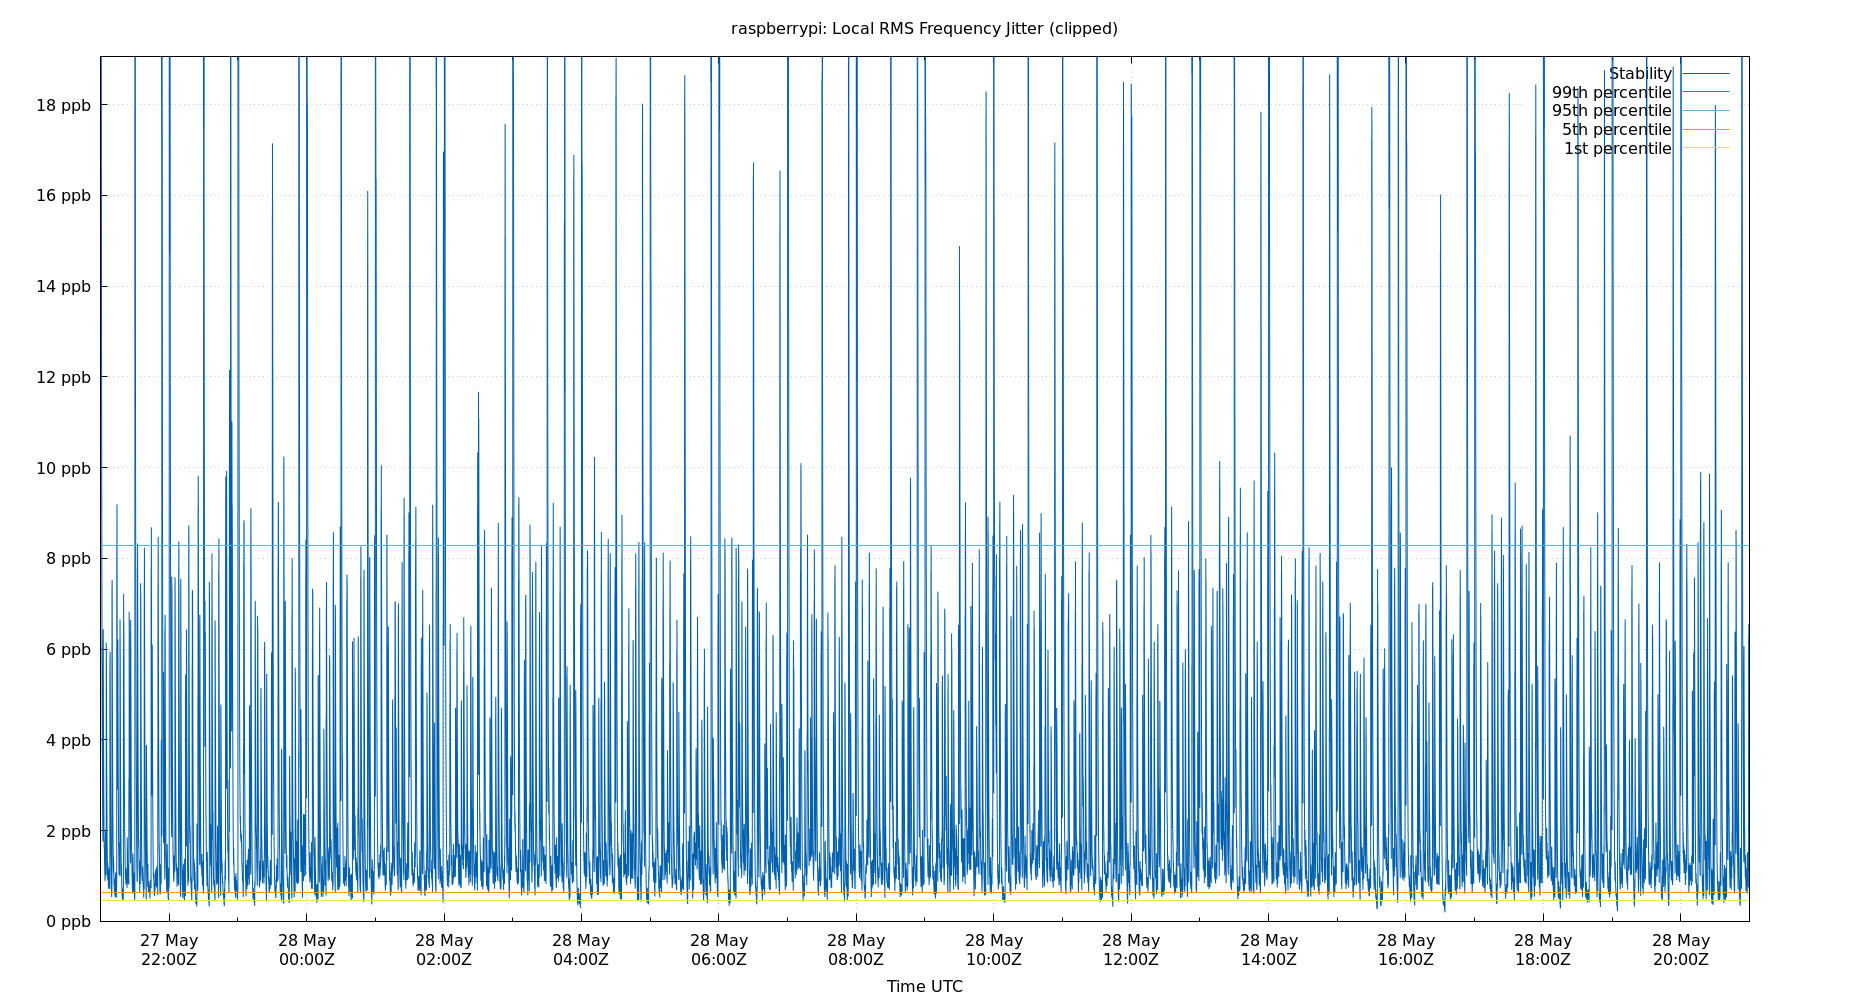 raspberrypi: Local RMS Frequency Jitter (clipped)
Stability
99th percentile
95th percentile
5th percentile
1st percentile
18 ppb
16 ppb
14 ppb
12 ppb
10 ppb
8 ppb
6 ppb
4 ppb
2 ppb
0 ppb
27 May 28 May 28 May 28 May 28 May 28 May 28 May 28 May 28 May 28 May 28 May 28 May
22:00Z 00:00Z 02:00Z 04:00Z 06:00Z 08:00Z 10:00Z 12:00Z 14:00Z 16:00Z 18:00Z 20:00Z
Time UTC